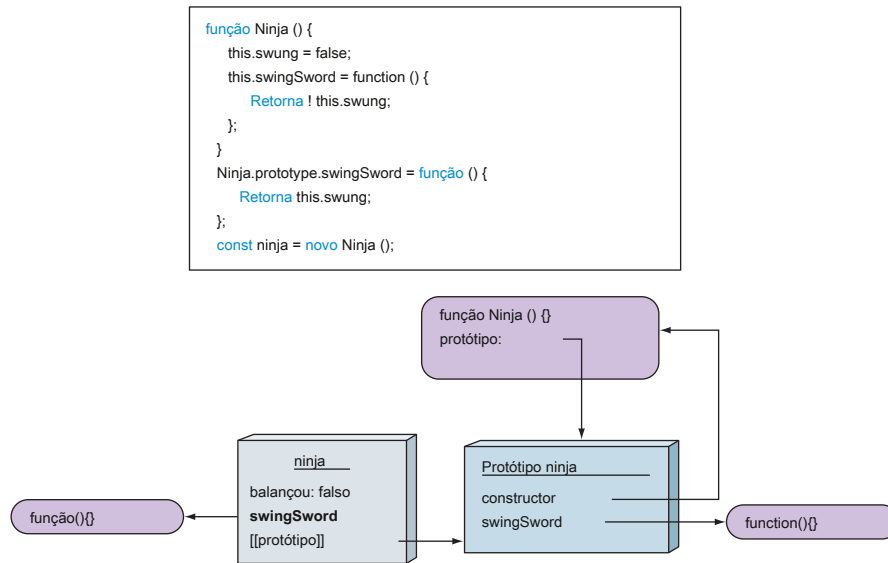 função Ninja () {
this.swung = false;
this.swingSword = function () {
Retorna ! this.swung;
};
}
Ninja.prototype.swingSword = função () {
Retorna this.swung;
};
const ninja = novo Ninja ();
função Ninja () {}
protótipo:
ninja
balançou: falso
swingSword
[[protótipo]]
Protótipo ninja
constructor
swingSword
função(){}
function(){}